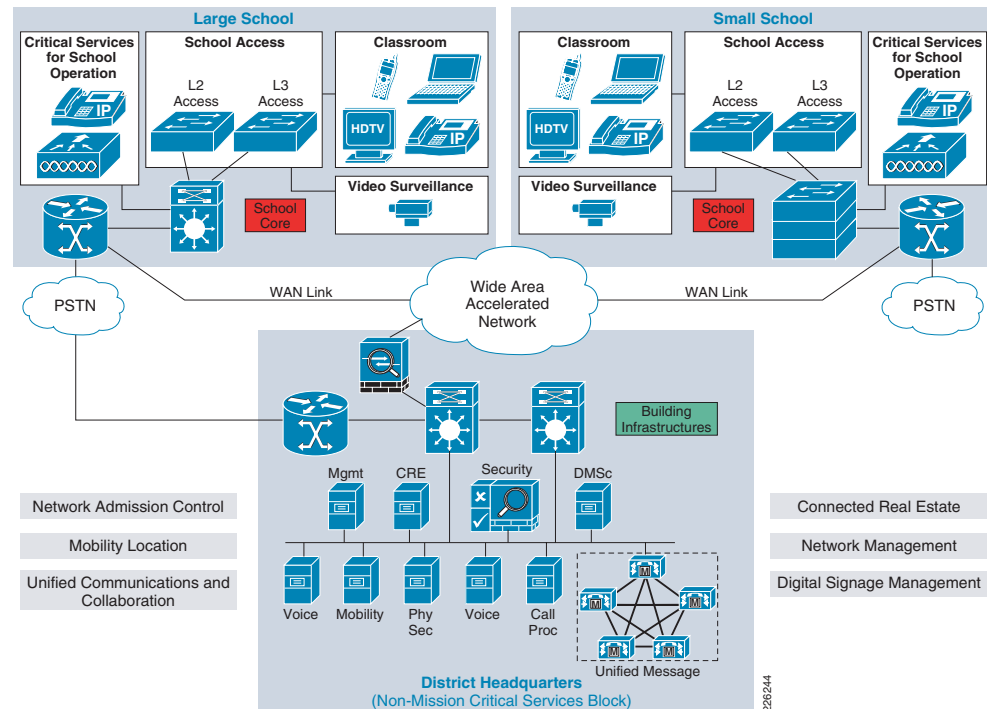 Large School
Critical Services
for School
Operation
IP
School Access
L2
Access
L3
Access
Classroom
HDTV
IP
Video Surveillance
School
Core
Small School
Classroom
HDTV
IP
Video Surveillance
School Access
L2
Access
L3
Access
Critical Services
for School
Operation
IP
School
Core
PSTN
WAN Link
Wide Area
Accelerated
Network
WAN Link
PSTN
Building
Infrastructures
Mgmt
CRE
Security
DMSc
Network Admission Control
Mobility Location
Unified Communications and
Collaboration
Connected Real Estate
Network Management
Digital Signage Management
Voice
Mobility
Phy
Sec
Voice
Call
Proc
M
M
M
M
M
Unified Message
District Headquarters
(Non-Mission Critical Services Block)
226244